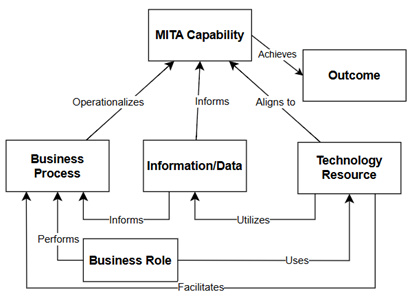 MITA Capability
Achieves
Outcome
Operationalizes
Informs
Aligns to
Business
Process
Information/Data
Technology
Resource
Informs
Utilizes
Performs
Business Role
Uses
Facilitates